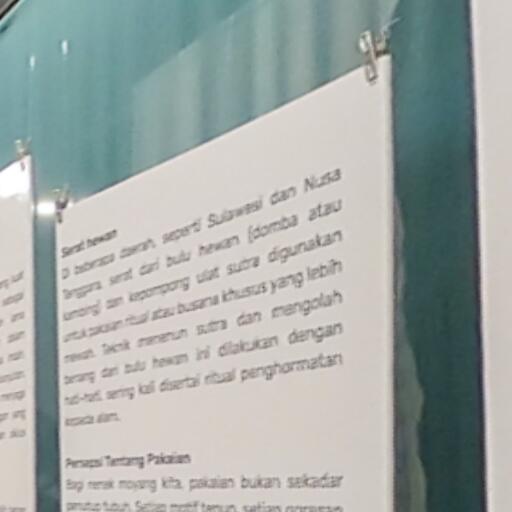 Serat hewan
Di beberapa daerah, seperti Sulawesi dan Nusa
Tenggara, serat dari bulu hewan (domba atau
kambing) dan kepompong ulat sutra digunakan
untuk pakaian ritual atau busana khusus yang lebih
mewah. Teknik menenun sutra dan mengolah
benang dari bulu hewan ini dilakukan dengan
hati-hati, sering kali disertai ritual penghormatan
kepada alam.
Persepsi Tentang Pakaian
Bagi nenek moyang kita, pakaian bukan sekadar
penutup tubuh. Setiap motif tenun, setiap goresan